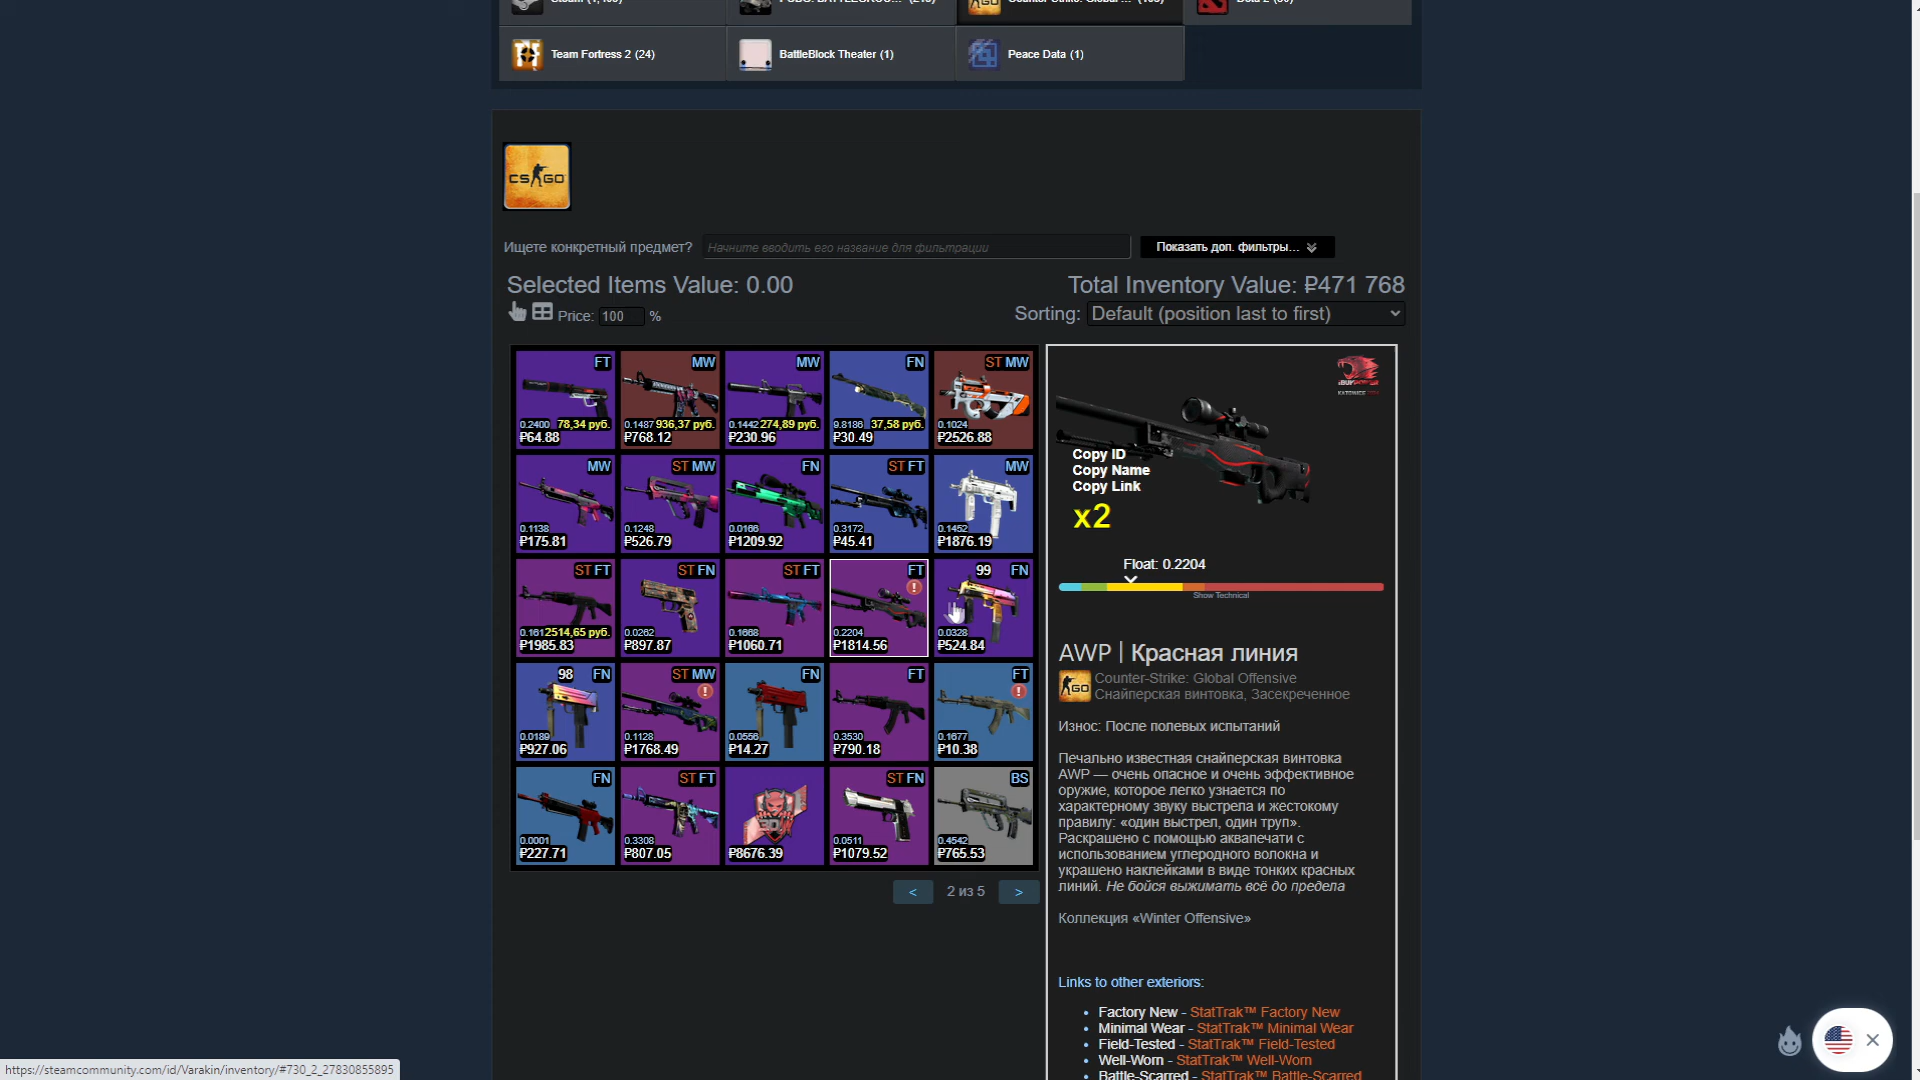 Team Fortress 2 (24)
BattleBlock Theater (1)
Peace Data (1)
CS GO
Ищете конкретный предмет?
Начните вводить его название для фильтрации
Показать доп. фильтры...
Selected Items Value: 0.00
Total Inventory Value: ₽471 768
Price: 100 %
Sorting: Default (position last to first)
FT
0.2400 78,34 руб.
₽64.88
MW
0.1487 936,37 руб.
₽768.12
MW
0.1442 274,89 руб.
₽230.96
FN
37,58 руб.
₽30.49
ST MW
0.1024
₽2526.88
MW
0.1138
₽175.81
ST MW
0.1248
₽526.79
FN
0.0166
₽1209.92
ST FT
0.3172
₽45.41
MW
0.1452
₽1876.19
ST FT
0.161 2514,65 руб.
₽1985.83
ST FN
0.0262
₽897.87
ST FT
0.1668
₽1060.71
FT
0.2204
₽1814.56
99 FN
0.0328
₽524.84
98 FN
0.0189
₽927.06
ST MW
0.1128
₽1768.49
FN
0.0556
₽14.27
FT
0.3530
₽790.18
FT
0.1677
₽10.38
FN
0.0001
₽227.71
ST FT
0.3308
₽807.05
₽8676.39
ST FN
0.0511
₽1079.52
BS
0.4542
₽765.53
< 2 из 5 >
Copy ID
Copy Name
Copy Link
x2
Float: 0.2204
Show Technical
AWP | Красная линия
Counter-Strike: Global Offensive
Снайперская винтовка, Засекреченное
Износ: После полевых испытаний
Печально известная снайперская винтовка
AWP — очень опасное и очень эффективное
оружие, которое легко узнается по
характерному звуку выстрела и жестокому
правилу: «один выстрел, один труп».
Раскрашено с помощью аквапечати с
использованием углеродного волокна и
украшено наклейками в виде тонких красных
линий. Не бойся выжимать всё до предела
Коллекция «Winter Offensive»
Links to other exteriors:
Factory New - StatTrak™ Factory New
Minimal Wear - StatTrak™ Minimal Wear
Field-Tested - StatTrak™ Field-Tested
Well-Worn - StatTrak™ Well-Worn
Battle-Scarred - StatTrak™ Battle-Scarred
https://steamcommunity.com/id/Varakin/inventory/#730_2_27830855895